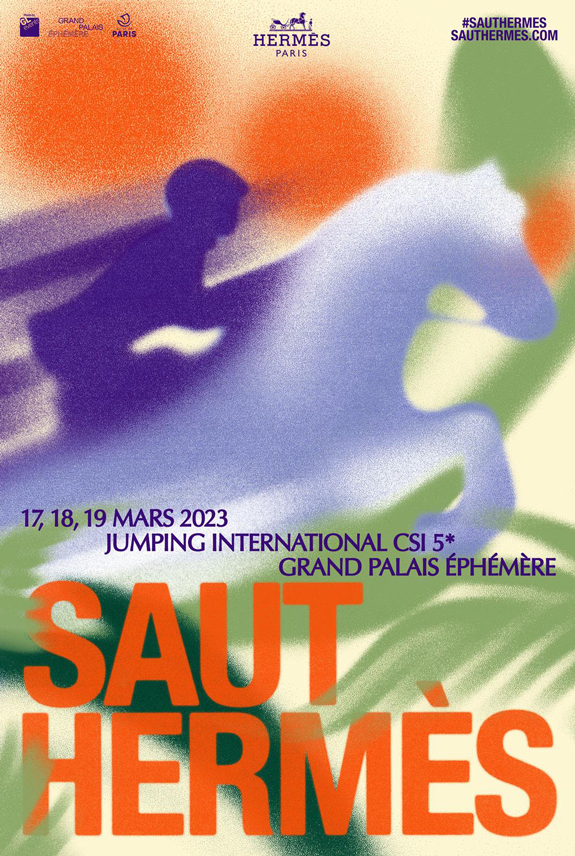 GRAND
PALAIS
ÉPHÉMÈRE
PARIS
HERMÈS
PARIS
#SAUTHERMES
SAUTHERMES.COM
17, 18, 19 MARS 2023
JUMPING INTERNATIONAL CSI 5*
GRAND PALAIS ÉPHÉMÈRE
SAUT
HERMÈS